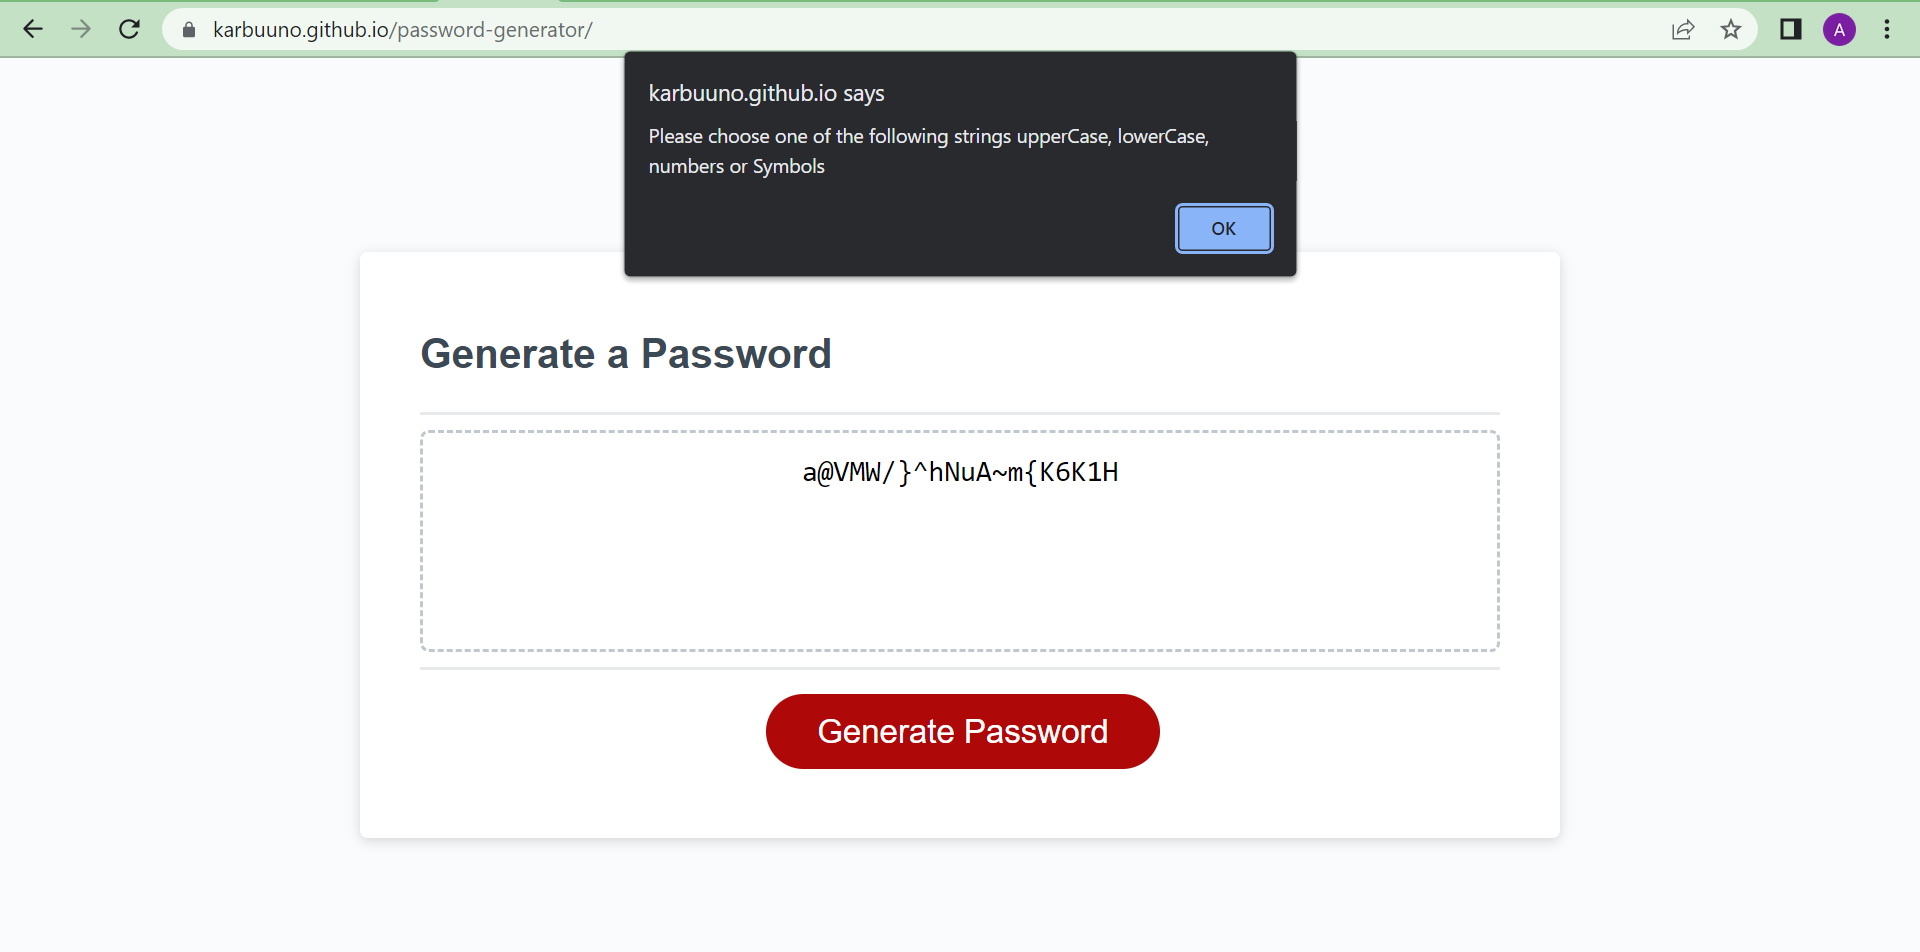 karbuuno.github.io/password-generator/
A
karbuuno.github.io says
Please choose one of the following strings upperCase, lowerCase,
numbers or Symbols
OK
Generate a Password
a@VMW/}^hNuA~m{K6K1H
Generate Password